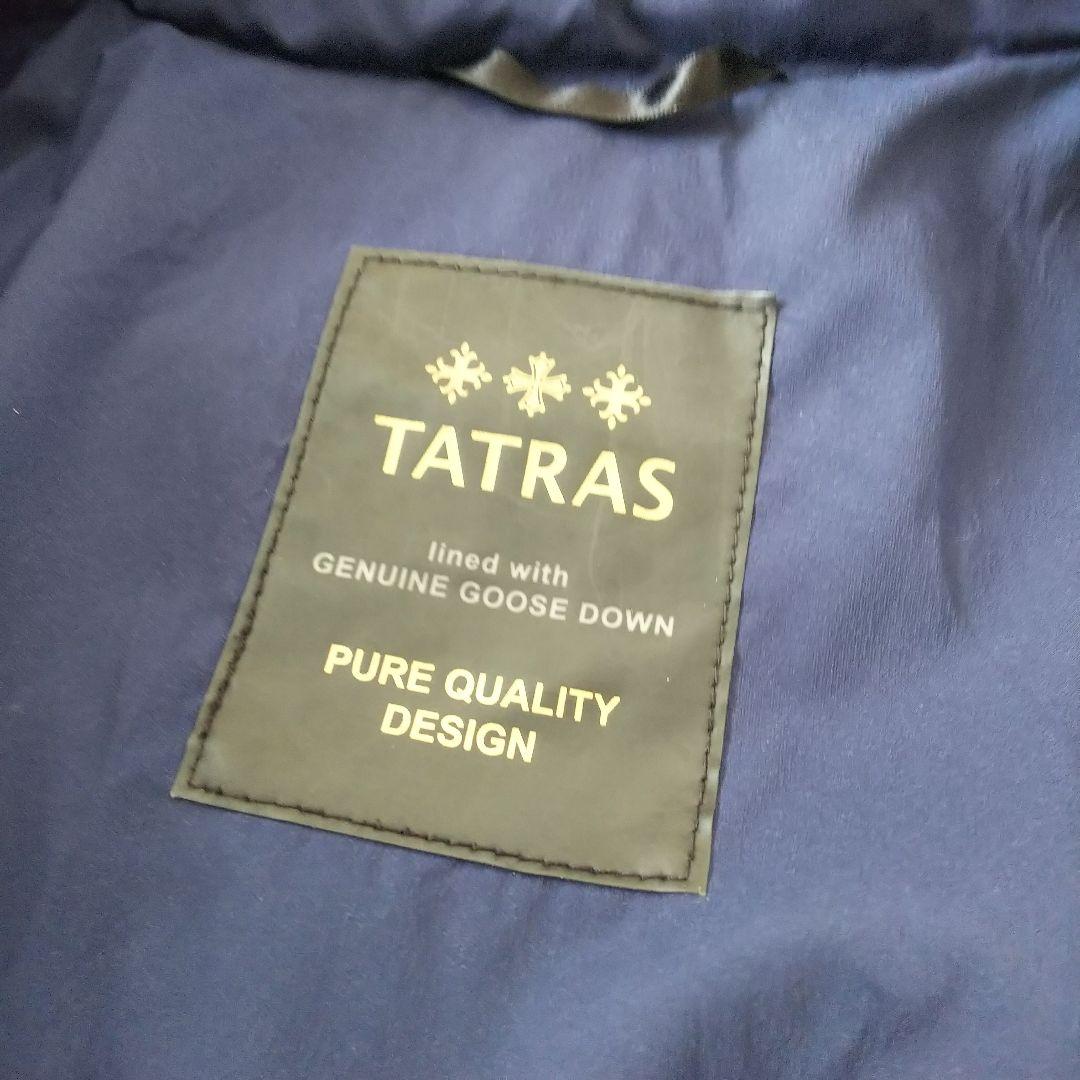 TATRAS
lined with
GENUINE GOOSE DOWN
PURE QUALITY
DESIGN